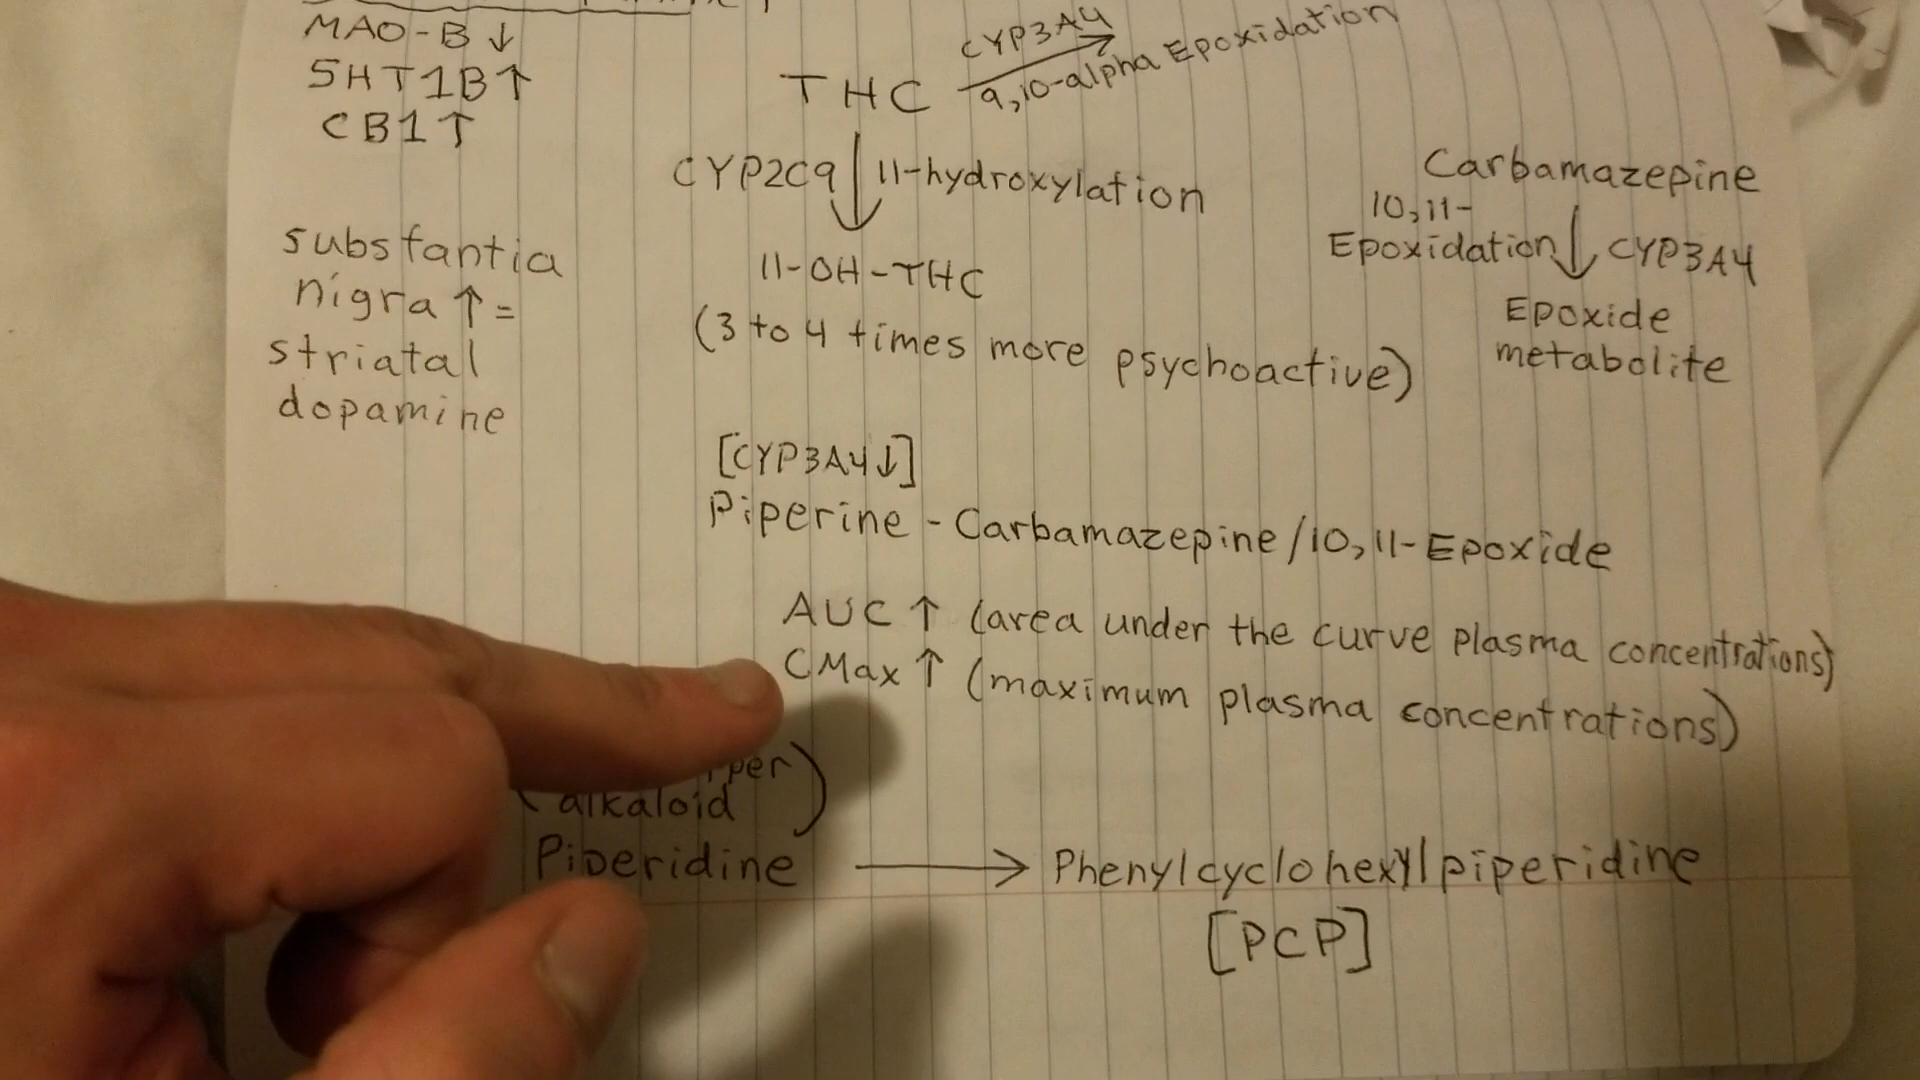 MAO-B ↓
5HT1B ↑
CB1 ↑
substantia
nigra ↑ =
striatal
dopamine
CYP3A4
THC →
9,10-alpha Epoxidation
CYP2C9 ↓ 11-hydroxylation
11-OH-THC
(3 to 4 times more psychoactive)
Carbamazepine
10,11-
Epoxidation ↓ CYP3A4
Epoxide
metabolite
[CYP3A4↓]
Piperine - Carbamazepine/10,11-Epoxide
AUC ↑ (area under the curve plasma concentrations)
CMax ↑ (maximum plasma concentrations)
alkaloid)
Piperidine → Phenylcyclohexylpiperidine
[PCP]